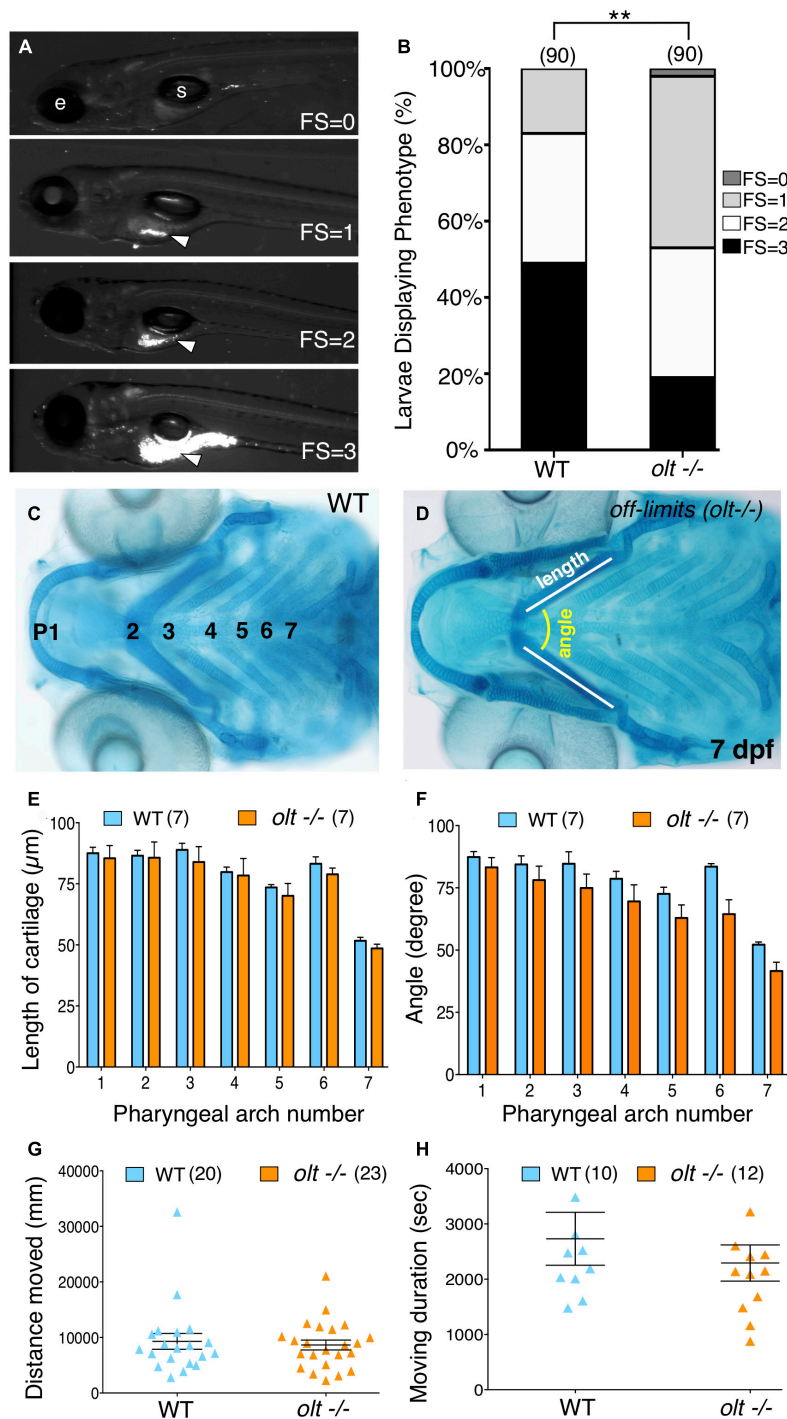 A
e
s
FS=0
FS=1
FS=2
FS=3
B
**
(90) (90)
Larvae Displaying Phenotype (%)
100%
80%
60%
40%
20%
0%
WT olt -/-
FS=0
FS=1
FS=2
FS=3
C
WT
P1 2 3 4 5 6 7
D
off-limits (olt-/-)
length
angle
7 dpf
E
WT (7) olt -/- (7)
Length of cartilage (µm)
100
75
50
25
0
1 2 3 4 5 6 7
Pharyngeal arch number
F
WT (7) olt -/- (7)
Angle (degree)
100
75
50
25
0
1 2 3 4 5 6 7
Pharyngeal arch number
G
WT (20) olt -/- (23)
Distance moved (mm)
40000
30000
20000
10000
0
WT olt -/-
H
WT (10) olt -/- (12)
Moving duration (sec)
4000
3000
2000
1000
0
WT olt -/-